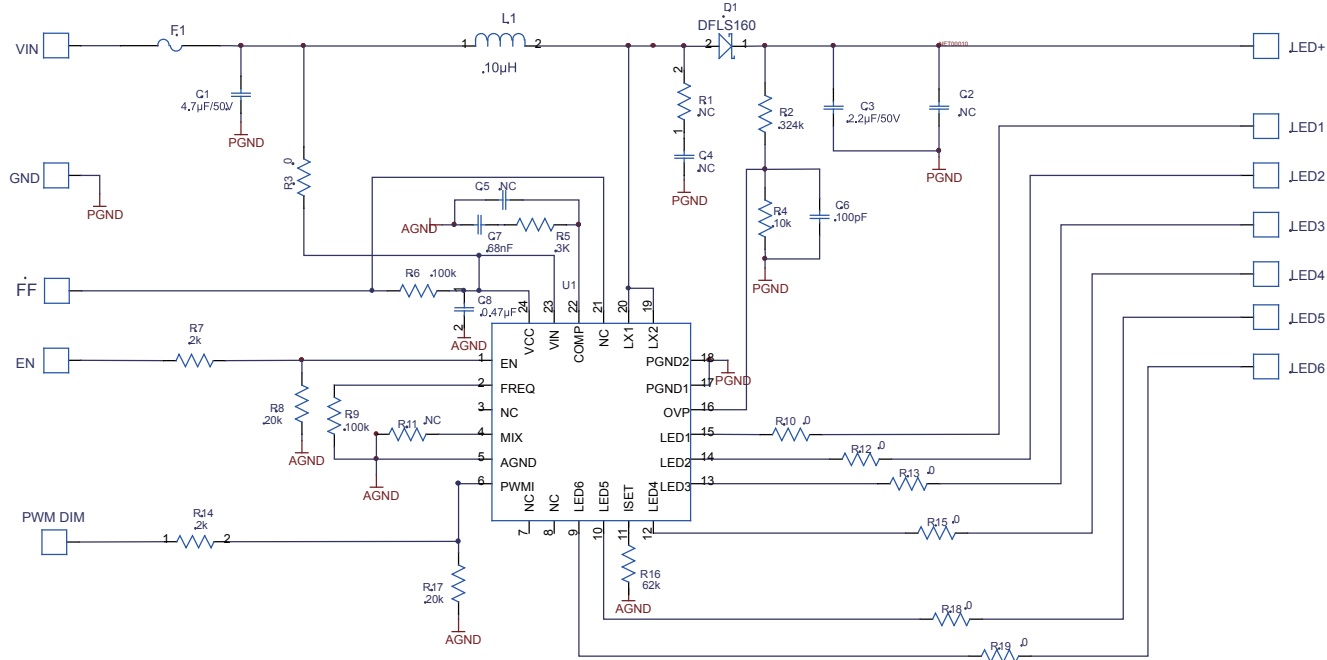 F1
L1
D1
DFLS160
VIN
1
2
2
1
NET00010
LED+
10µH
C1
4.7µF/50V
PGND
2
R1
NC
1
C4
NC
PGND
R2
324k
C3
2.2µF/50V
C2
NC
PGND
LED1
R3
0
GND
PGND
LED2
C5
NC
AGND
C7
68nF
R5
3K
R4
10k
C6
100pF
PGND
LED3
FF
R6
100k
LED4
U1
1
C8
0.47µF
2
AGND
24
23
22
21
20
19
VCC
VIN
COMP
NC
LX1
LX2
LED5
R7
2k
EN
1
EN
PGND2
18
PGND
LED6
2
FREQ
PGND1
17
R8
20k
AGND
R9
100k
3
NC
OVP
16
R11
NC
4
MIX
LED1
15
R10
0
5
AGND
LED2
14
R12
0
AGND
6
PWMI
LED3
13
R13
0
NC
NC
LED6
LED5
ISET
LED4
7
8
9
10
11
12
PWM DIM
R14
2k
1
2
R15
0
R17
20k
AGND
R16
62k
AGND
R18
0
R19
0